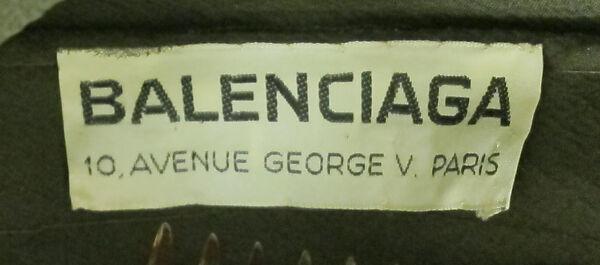 BALENCIAGA
10, AVENUE GEORGE V. PARIS